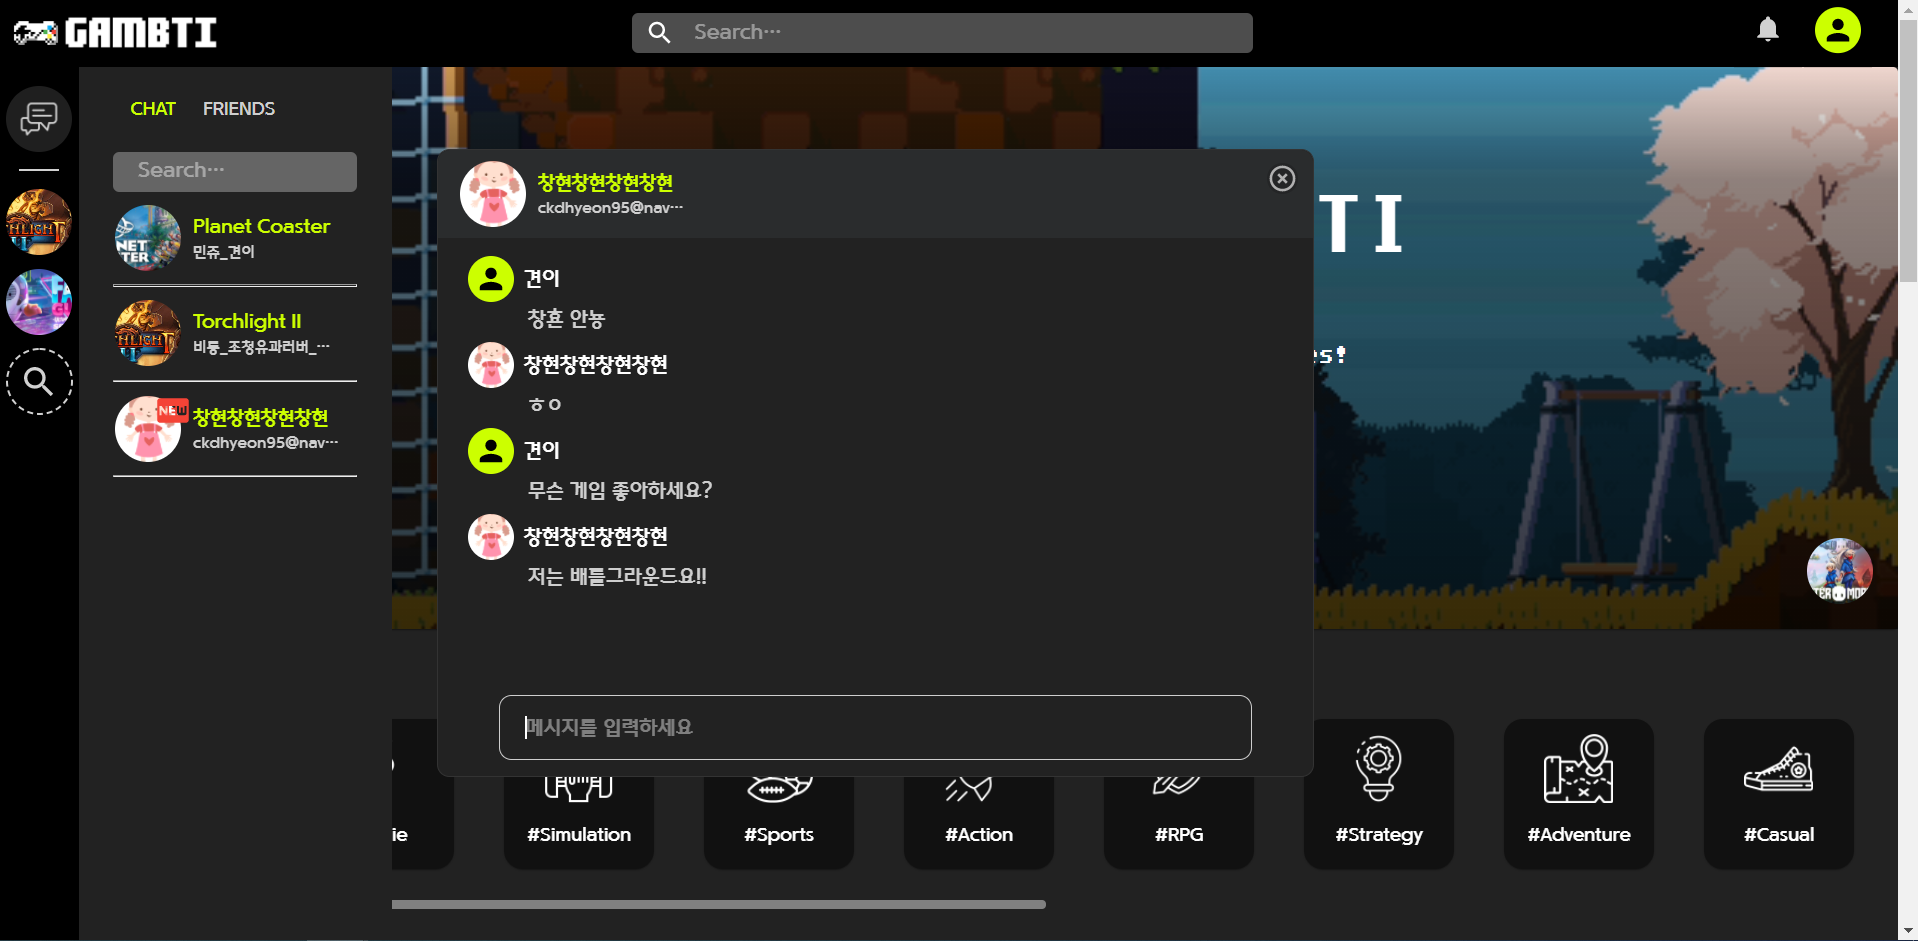 GAMBTI
Search…
CHAT
FRIENDS
Search…
Planet Coaster
민쥬_견이
Torchlight II
비통_조청유과러버_…
NEW
창현창현창현창현
ckdhyeon95@nav…
창현창현창현창현
ckdhyeon95@nav…
견이
창횬 안뇽
창현창현창현창현
ㅎㅇ
견이
무슨 게임 좋아하세요?
창현창현창현창현
저는 배틀그라운드요!!
메시지를 입력하세요
TI
es!
ie
#Simulation
#Sports
#Action
#RPG
#Strategy
#Adventure
#Casual